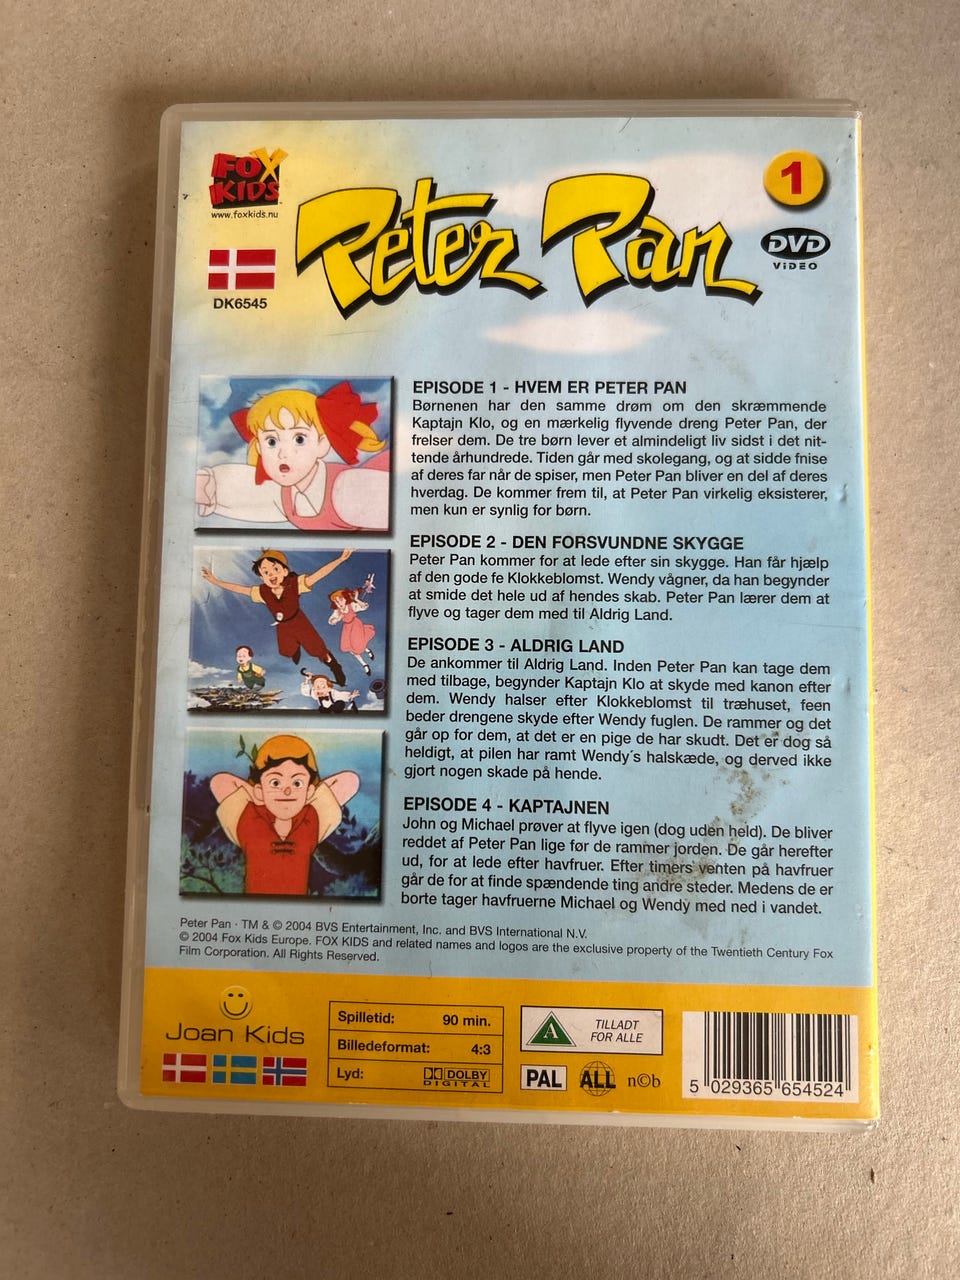 FOX
KIDS
www.foxkids.nu
DK6545
Peter Pan
1
DVD
VIDEO
EPISODE 1 - HVEM ER PETER PAN
Børnenen har den samme drøm om den skræmmende
Kaptajn Klo, og en mærkelig flyvende dreng Peter Pan, der
frelser dem. De tre børn lever et almindeligt liv sidst i det nit-
tende århundrede. Tiden går med skolegang, og at sidde fnise
af deres far når de spiser, men Peter Pan bliver en del af deres
hverdag. De kommer frem til, at Peter Pan virkelig eksisterer,
men kun er synlig for børn.
EPISODE 2 - DEN FORSVUNDNE SKYGGE
Peter Pan kommer for at lede efter sin skygge. Han får hjælp
af den gode fe Klokkeblomst. Wendy vågner, da han begynder
at smide det hele ud af hendes skab. Peter Pan lærer dem at
flyve og tager dem med til Aldrig Land.
EPISODE 3 - ALDRIG LAND
De ankommer til Aldrig Land. Inden Peter Pan kan tage dem
med tilbage, begynder Kaptajn Klo at skyde med kanon efter
dem. Wendy halser efter Klokkeblomst til træhuset, feen
beder drengene skyde efter Wendy fuglen. De rammer og det
går op for dem, at det er en pige de har skudt. Det er dog så
heldigt, at pilen har ramt Wendy´s halskæde, og derved ikke
gjort nogen skade på hende.
EPISODE 4 - KAPTAJNEN
John og Michael prøver at flyve igen (dog uden held). De bliver
reddet af Peter Pan lige før de rammer jorden. De går herefter
ud, for at lede efter havfruer. Efter timers venten på havfruer
går de for at finde spændende ting andre steder. Medens de er
borte tager havfruerne Michael og Wendy med ned i vandet.
Peter Pan · TM & © 2004 BVS Entertainment, Inc. and BVS International N.V.
© 2004 Fox Kids Europe. FOX KIDS and related names and logos are the exclusive property of the Twentieth Century Fox
Film Corporation. All Rights Reserved.
Joan Kids
Spilletid: 90 min.
Billedeformat: 4:3
Lyd: DOLBY
DIGITAL
A
TILLADT
FOR ALLE
PAL
ALL
n©b
5 029365 654524